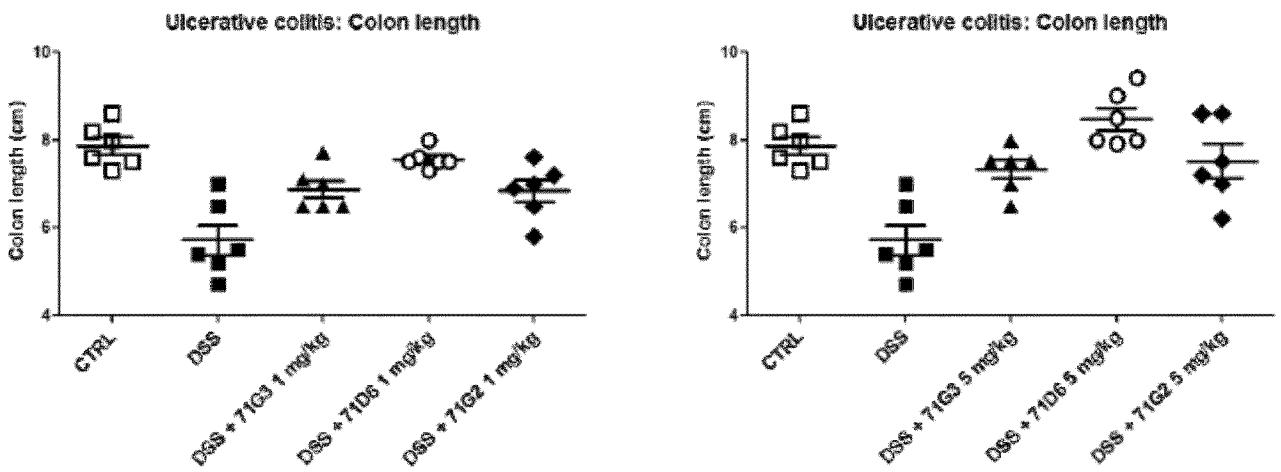 Ulcerative colitis: Colon length
10
8
6
4
Colon length (cm)
CTRL
DSS
DSS + 71G3 1 mg/kg
DSS + 71D6 1 mg/kg
DSS + 71G2 1 mg/kg
Ulcerative colitis: Colon length
10
8
6
4
Colon length (cm)
CTRL
DSS
DSS + 71G3 5 mg/kg
DSS + 71D6 5 mg/kg
DSS + 71G2 5 mg/kg